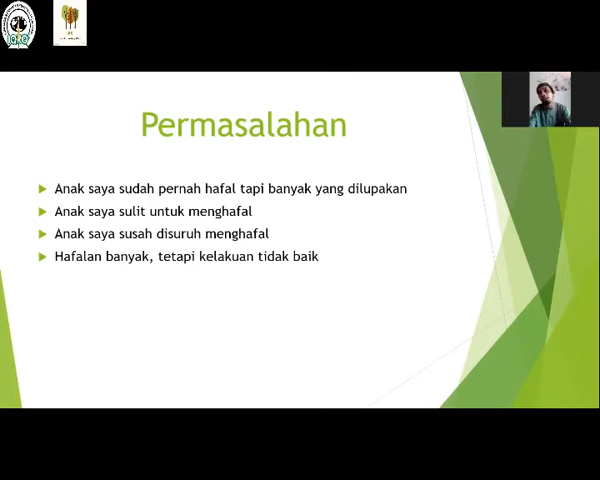 Permasalahan
Anak saya sudah pernah hafal tapi banyak yang dilupakan
Anak saya sulit untuk menghafal
Anak saya susah disuruh menghafal
Hafalan banyak, tetapi kelakuan tidak baik